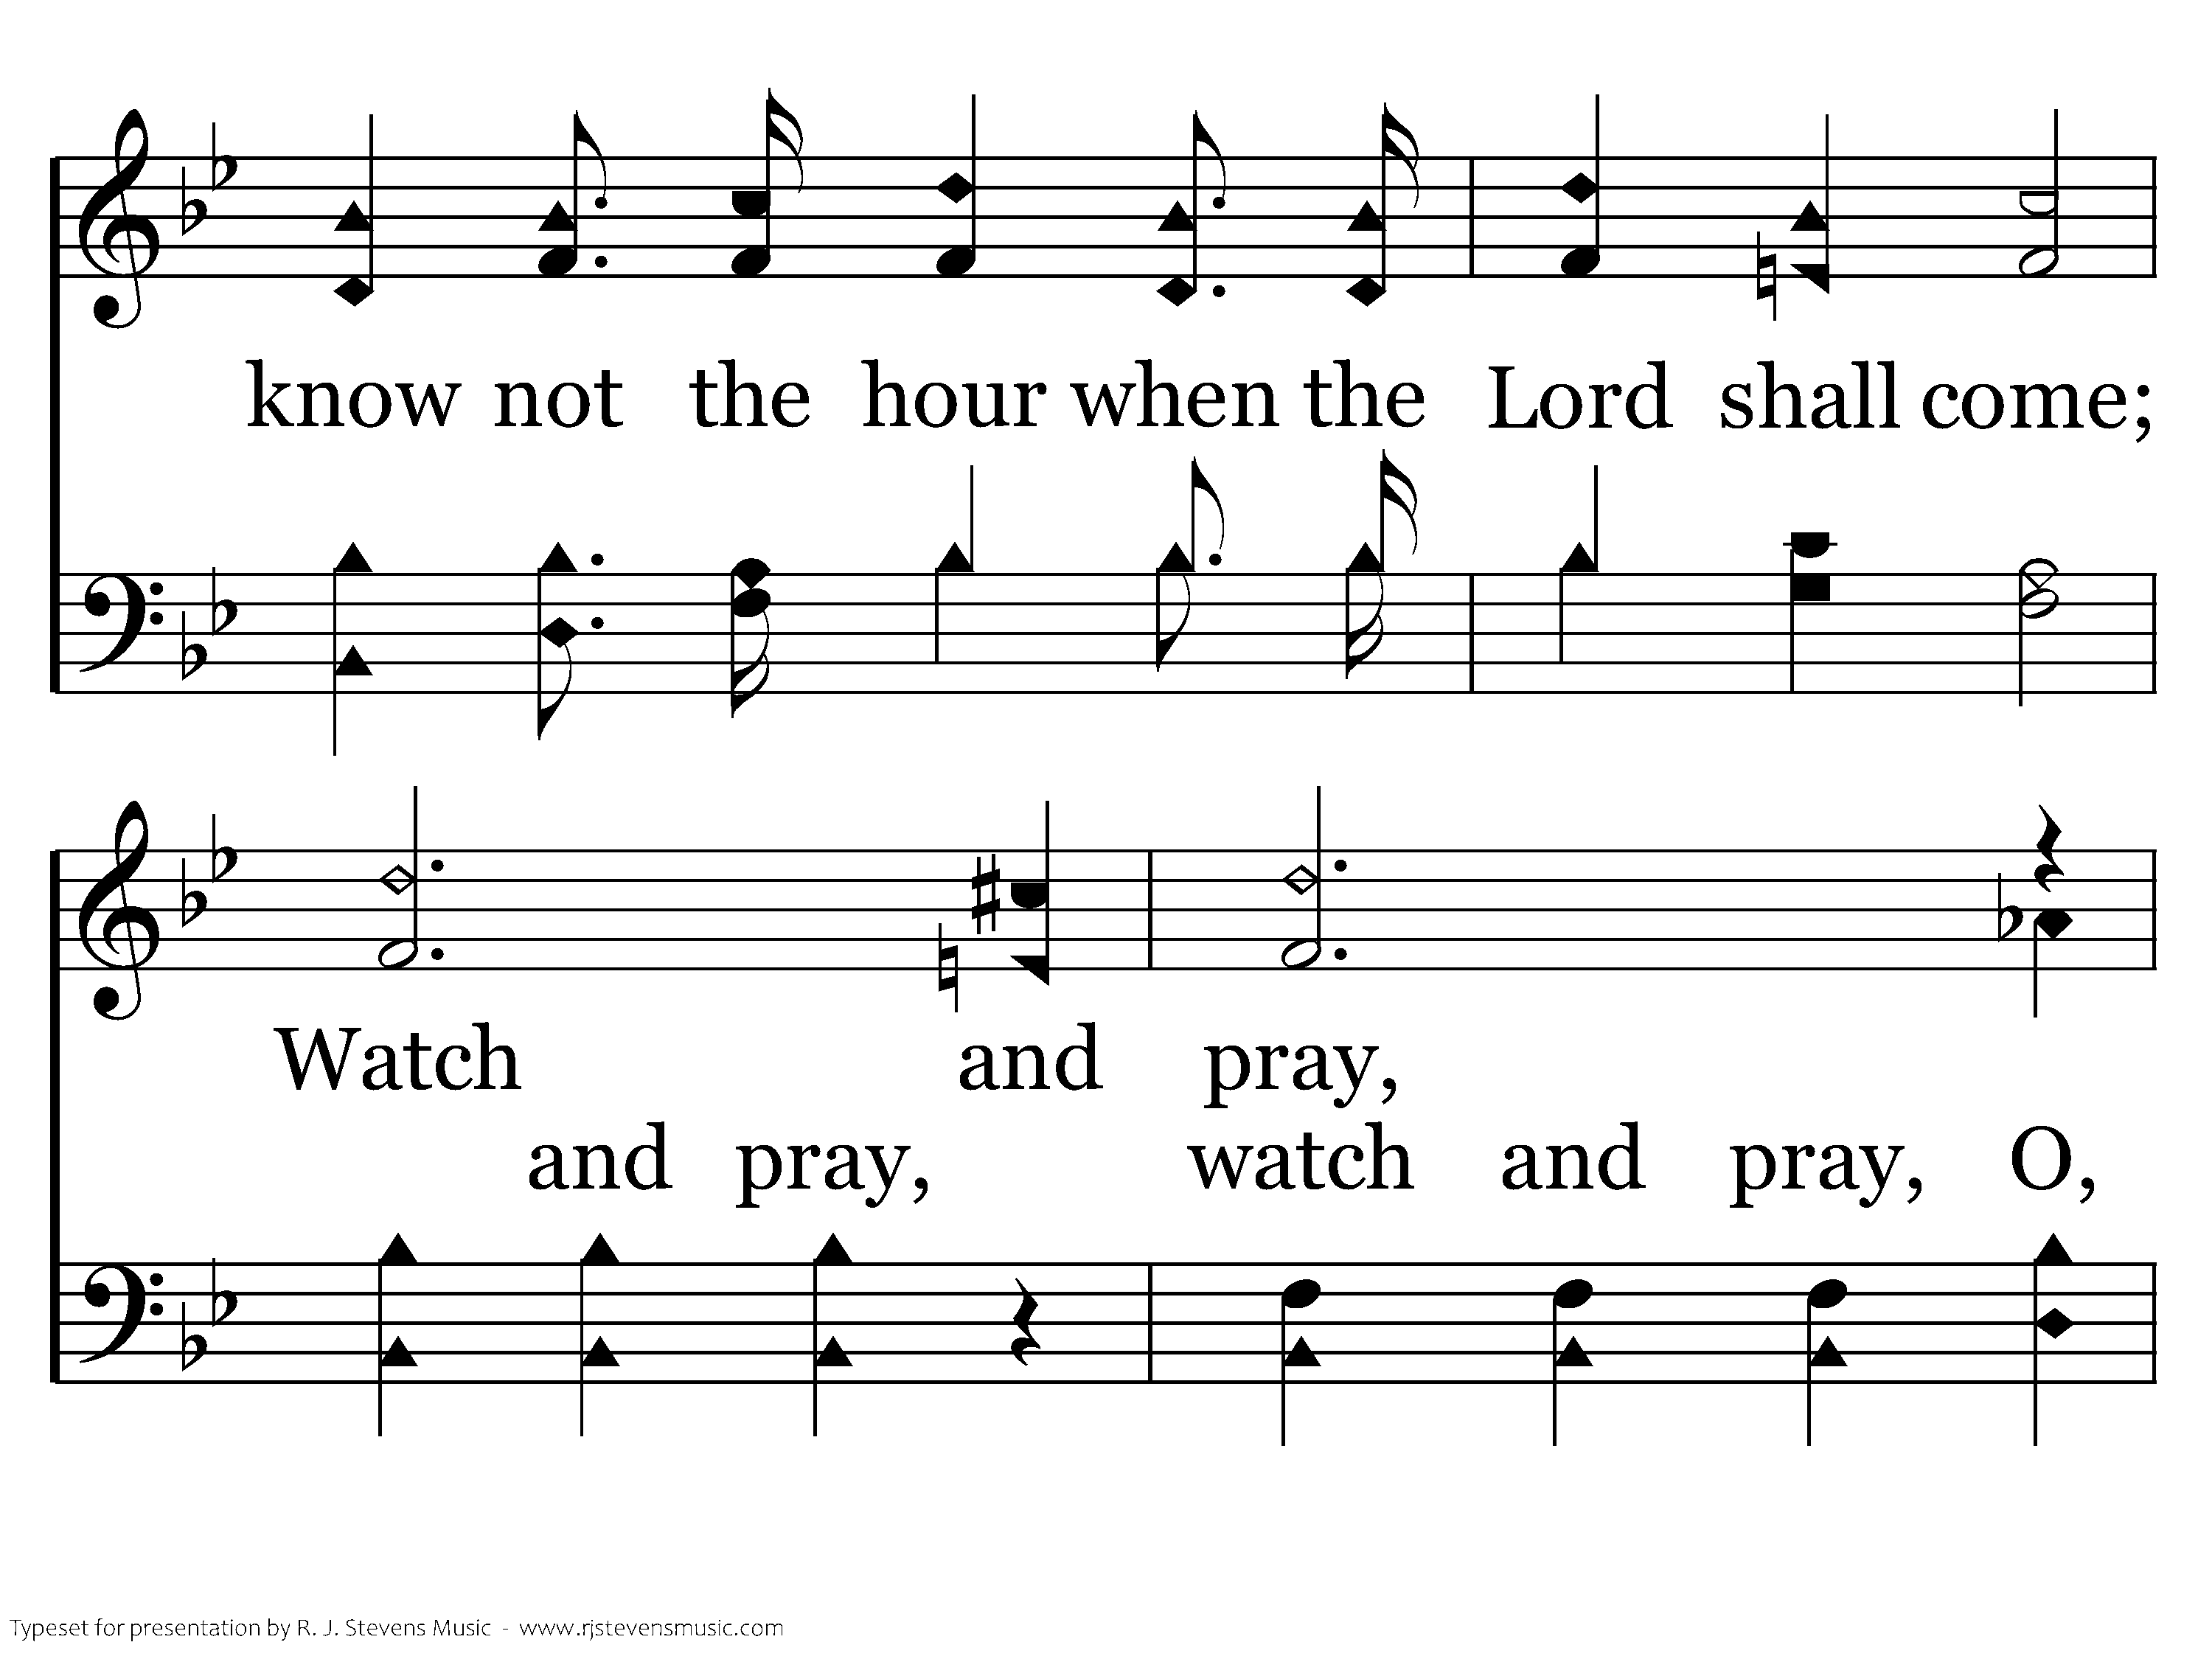 know not the hour when the Lord shall come;
Watch and pray,
and pray, watch and pray, O,
Typeset for presentation by R. J. Stevens Music - www.rjstevensmusic.com